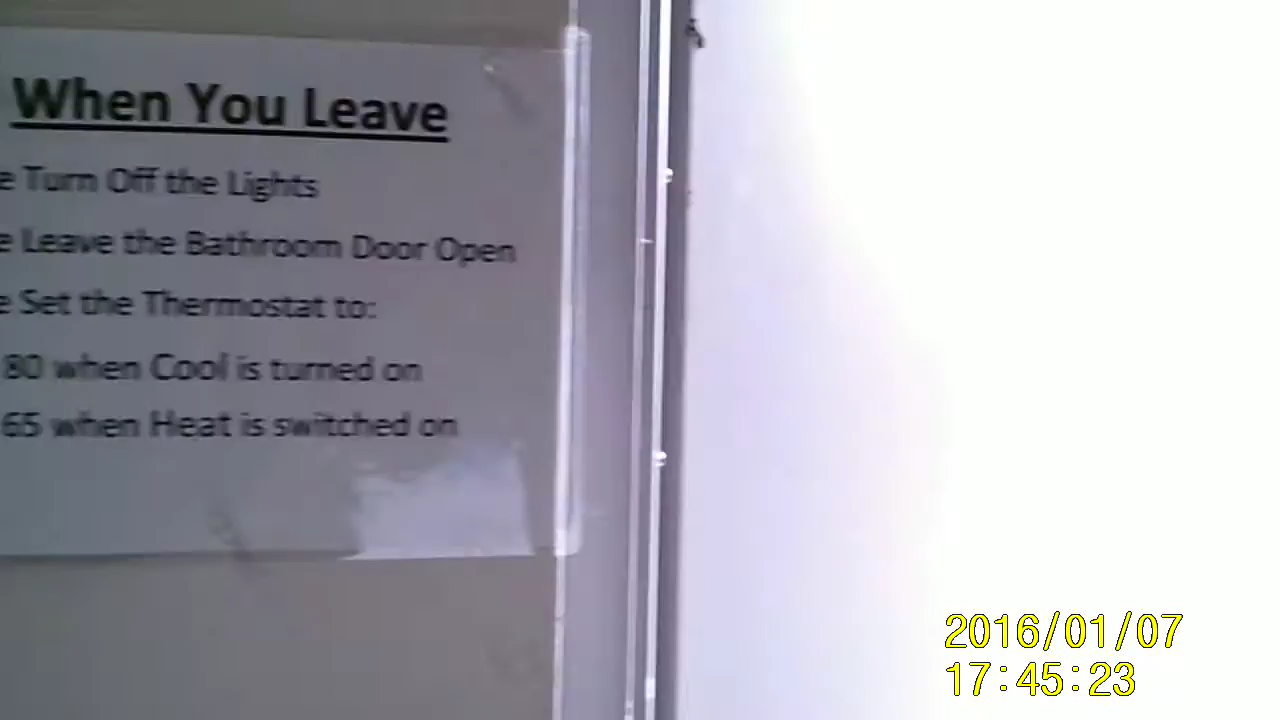 When You Leave
e Turn Off the Lights
e Leave the Bathroom Door Open
e Set the Thermostat to:
80 when Cool is turned on
65 when Heat is switched on
2016/01/07
17:45:23